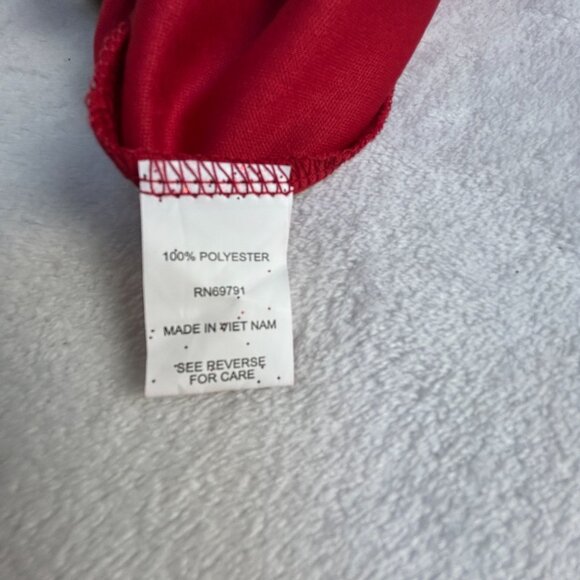 100% POLYESTER
RN69791
MADE IN VIET NAM
SEE REVERSE
FOR CARE